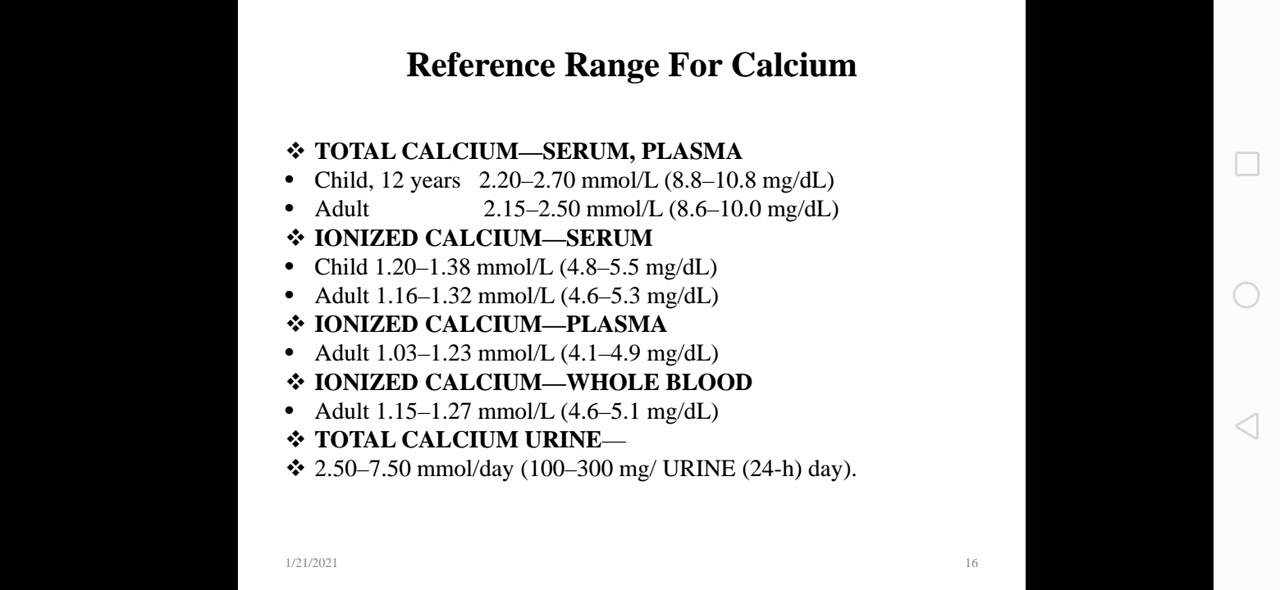 Reference Range For Calcium
❖ TOTAL CALCIUM—SERUM, PLASMA
• Child, 12 years 2.20–2.70 mmol/L (8.8–10.8 mg/dL)
• Adult 2.15–2.50 mmol/L (8.6–10.0 mg/dL)
❖ IONIZED CALCIUM—SERUM
• Child 1.20–1.38 mmol/L (4.8–5.5 mg/dL)
• Adult 1.16–1.32 mmol/L (4.6–5.3 mg/dL)
❖ IONIZED CALCIUM—PLASMA
• Adult 1.03–1.23 mmol/L (4.1–4.9 mg/dL)
❖ IONIZED CALCIUM—WHOLE BLOOD
• Adult 1.15–1.27 mmol/L (4.6–5.1 mg/dL)
❖ TOTAL CALCIUM URINE—
❖ 2.50–7.50 mmol/day (100–300 mg/ URINE (24-h) day).
1/21/2021
16